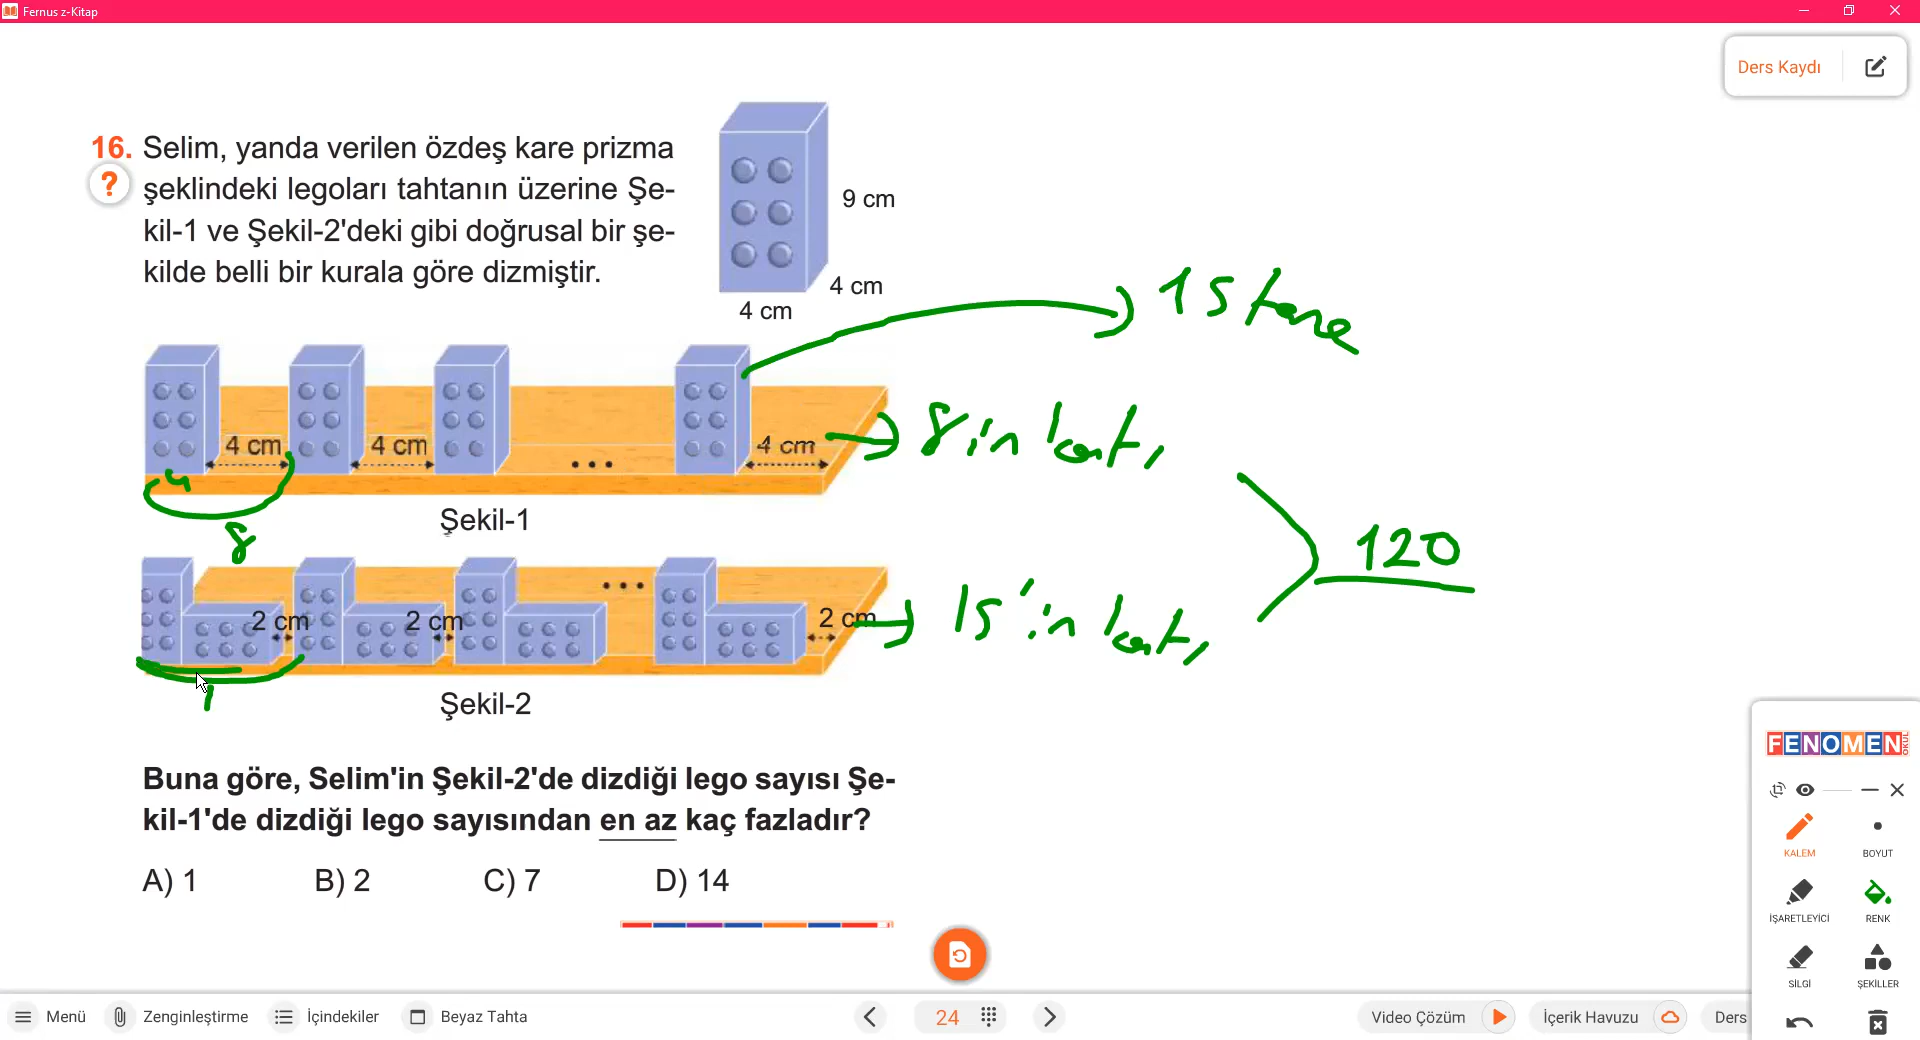 Fernus z-Kitap
Ders Kaydı
16. Selim, yanda verilen özdeş kare prizma
? şeklindeki legoları tahtanın üzerine Şe-
kil-1 ve Şekil-2'deki gibi doğrusal bir şe-
kilde belli bir kurala göre dizmiştir.
9 cm
4 cm
4 cm
15 tane
4 cm
4 cm
4 cm
8 in katı
4
Şekil-1
8
120
2 cm
2 cm
2 cm
15'in katı
1
Şekil-2
Buna göre, Selim'in Şekil-2'de dizdiği lego sayısı Şe-
kil-1'de dizdiği lego sayısından en az kaç fazladır?
A) 1 B) 2 C) 7 D) 14
FENOMEN OKUL
KALEM BOYUT
İŞARETLEYİCİ RENK
SİLGİ ŞEKİLLER
Menü Zenginleştirme İçindekiler Beyaz Tahta 24 Video Çözüm İçerik Havuzu Ders